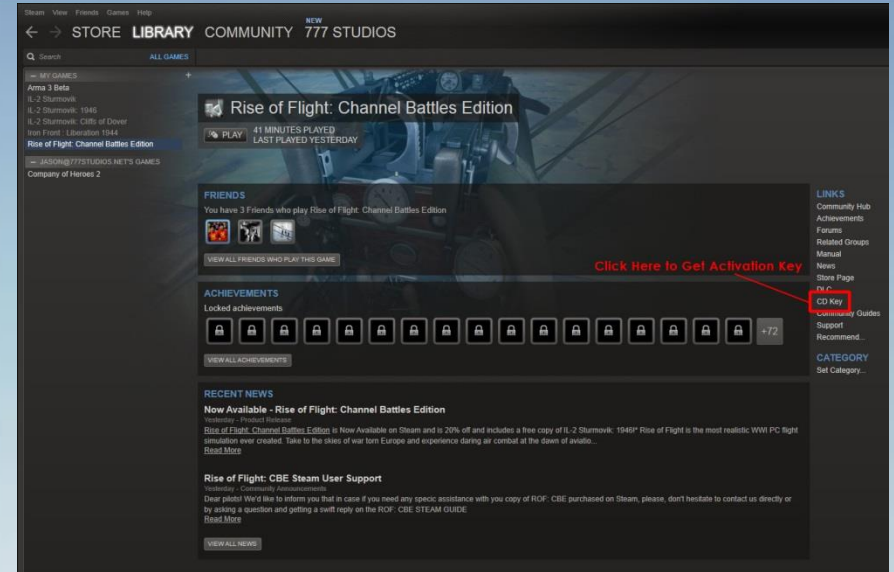 Steam View Friends Games Help
STORE LIBRARY COMMUNITY NEW 777 STUDIOS
Search ALL GAMES
— MY GAMES +
Arma 3 Beta
IL-2 Sturmovik
IL-2 Sturmovik: 1946
IL-2 Sturmovik: Cliffs of Dover
Iron Front : Liberation 1944
Rise of Flight: Channel Battles Edition
— JASON@777STUDIOS.NET'S GAMES
Company of Heroes 2
Rise of Flight: Channel Battles Edition
PLAY
41 MINUTES PLAYED
LAST PLAYED YESTERDAY
FRIENDS
You have 3 Friends who play Rise of Flight: Channel Battles Edition
VIEW ALL FRIENDS WHO PLAY THIS GAME
ACHIEVEMENTS
Locked achievements
+72
VIEW ALL ACHIEVEMENTS
RECENT NEWS
Now Available - Rise of Flight: Channel Battles Edition
Yesterday - Product Release
Rise of Flight: Channel Battles Edition is Now Available on Steam and is 20% off and includes a free copy of IL-2 Sturmovik: 1946!* Rise of Flight is the most realistic WWI PC flight
simulation ever created. Take to the skies of war torn Europe and experience daring air combat at the dawn of aviatio...
Read More
Rise of Flight: CBE Steam User Support
Yesterday - Community Announcements
Dear pilots! We'd like to inform you that in case if you need any specic assistance with you copy of ROF: CBE purchased on Steam, please, don't hesitate to contact us directly or
by asking a question and getting a swift reply on the ROF: CBE STEAM GUIDE
Read More
VIEW ALL NEWS
Click Here to Get Activation Key
LINKS
Community Hub
Achievements
Forums
Related Groups
Manual
News
Store Page
DLC
CD Key
Community Guides
Support
Recommend...
CATEGORY
Set Category...